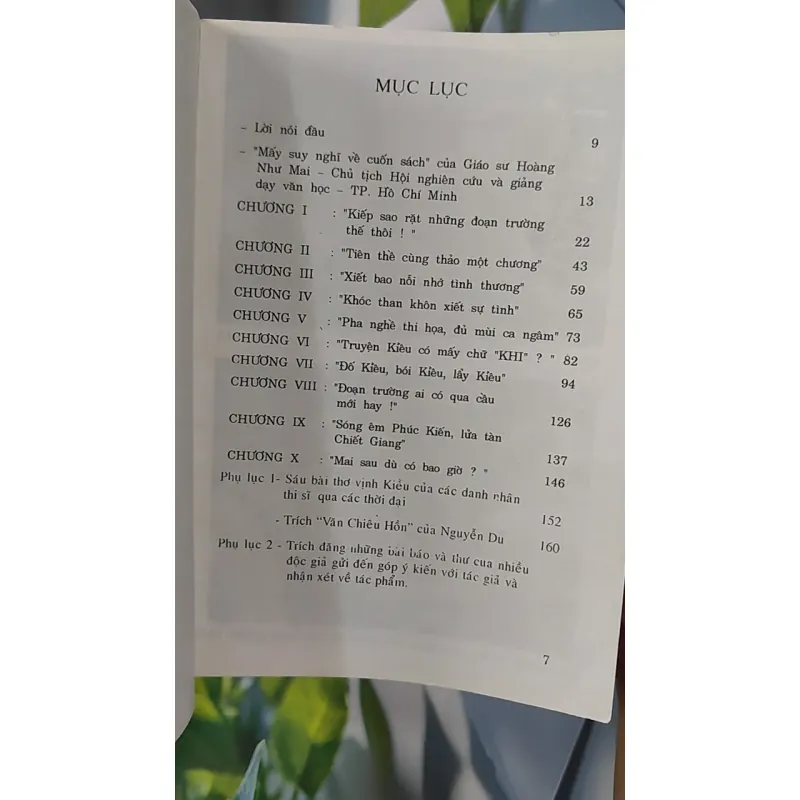 MỤC LỤC
– Lời nói đầu 9
– "Mấy suy nghĩ về cuốn sách" của Giáo sư Hoàng
Như Mai – Chủ tịch Hội nghiên cứu và giảng
dạy văn học – TP. Hồ Chí Minh 13
CHƯƠNG I : "Kiếp sao rặt những đoạn trường
thế thôi ! " 22
CHƯƠNG II : "Tiên thề cùng thảo một chương" 43
CHƯƠNG III : "Xiết bao nỗi nhớ tình thương" 59
CHƯƠNG IV : "Khóc than khôn xiết sự tình" 65
CHƯƠNG V : "Pha nghề thi họa, đủ mùi ca ngâm" 73
CHƯƠNG VI : "Truyện Kiều có mấy chữ "KHI" ? " 82
CHƯƠNG VII : "Đố Kiều, bói Kiều, lẩy Kiều" 94
CHƯƠNG VIII : "Đoạn trường ai có qua cầu
mới hay !" 126
CHƯƠNG IX : "Sóng êm Phúc Kiến, lửa tàn
Chiết Giang" 137
CHƯƠNG X : "Mai sau dù có bao giờ ? " 146
Phụ lục 1- Sáu bài thơ vịnh Kiều của các danh nhân
thi sĩ qua các thời đại 152
- Trích “Văn Chiêu Hồn” của Nguyễn Du 160
Phụ lục 2 - Trích đăng những bài báo và thư của nhiều
độc giả gửi đến góp ý kiến với tác giả và
nhận xét về tác phẩm.
7